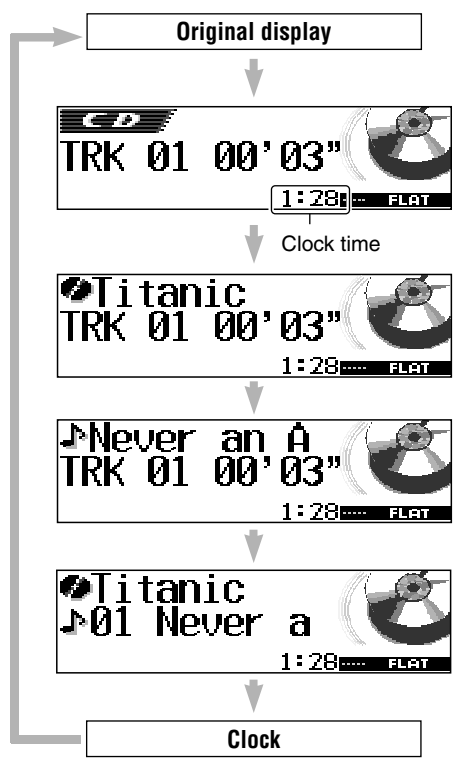 Original display
CD
TRK 01 00'03"
1:28 FLAT
Clock time
Titanic
TRK 01 00'03"
1:28 FLAT
Never an A
TRK 01 00'03"
1:28 FLAT
Titanic
01 Never a
1:28 FLAT
Clock